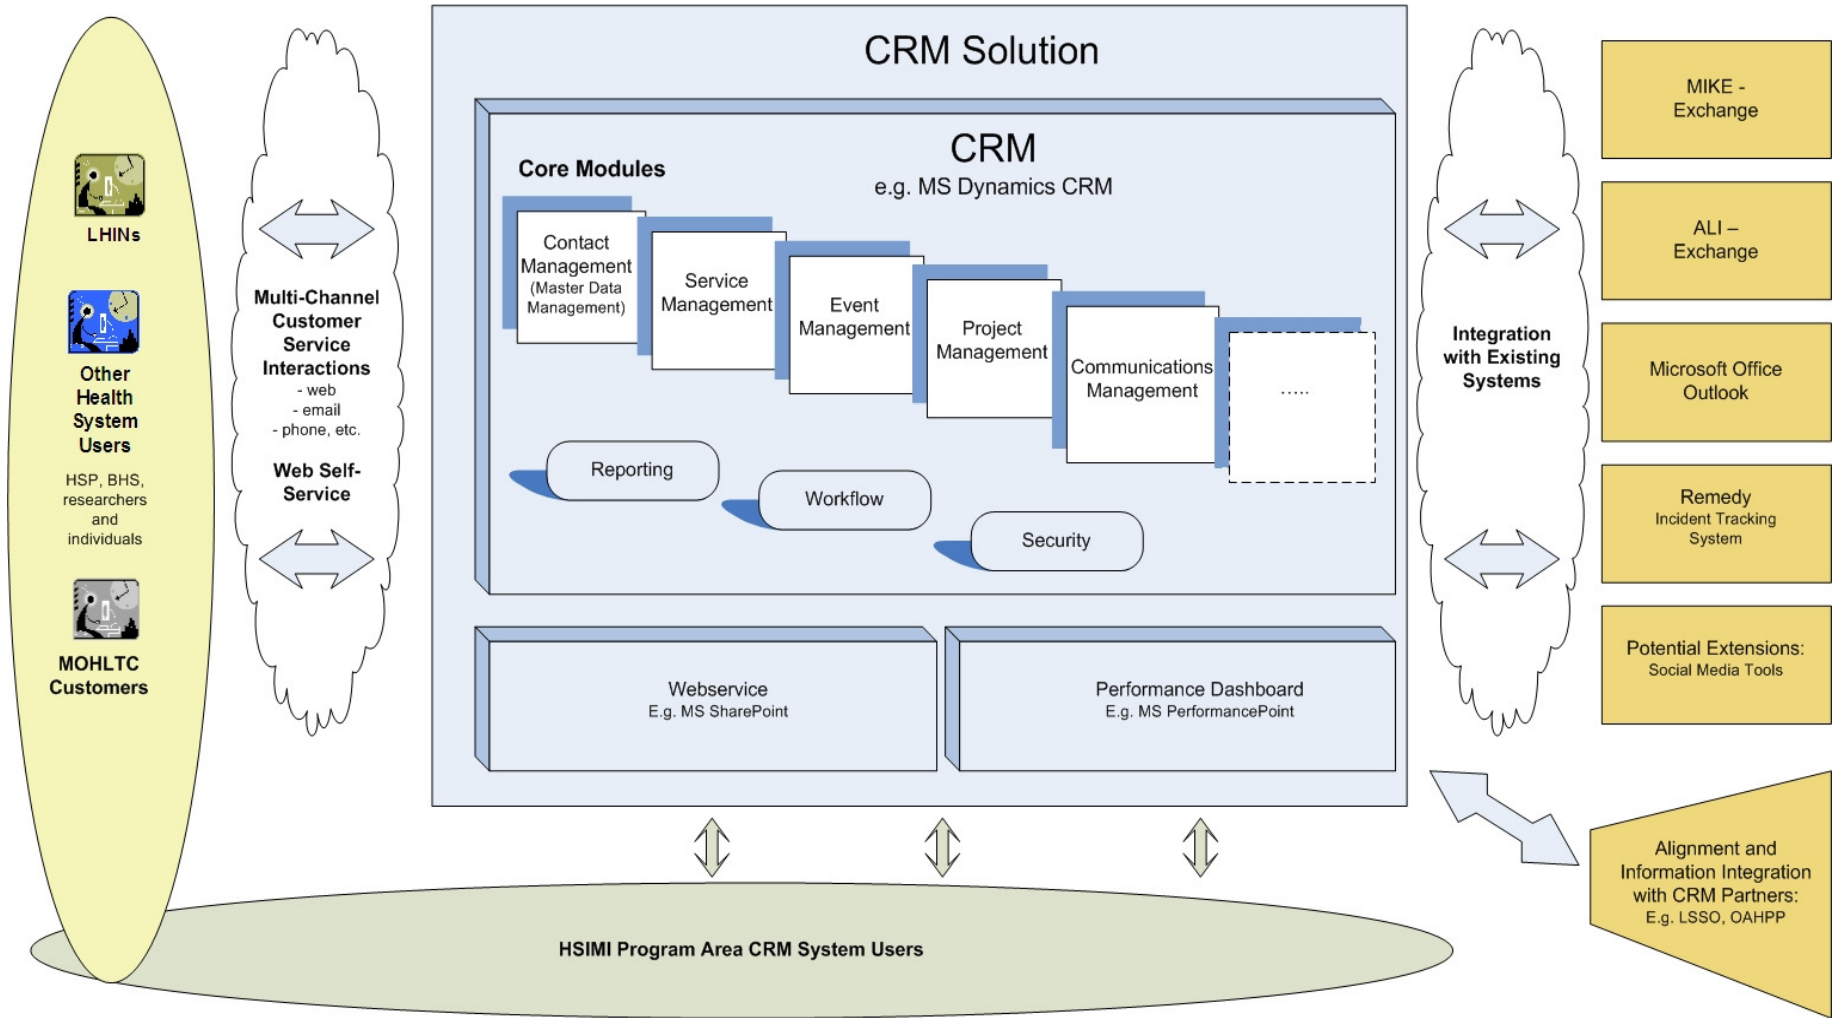 CRM Solution
CRM
e.g. MS Dynamics CRM
Core Modules
Contact
Management
(Master Data
Management)
Service
Management
Event
Management
Project
Management
Communications
Management
.....
Reporting
Workflow
Security
Webservice
E.g. MS SharePoint
Performance Dashboard
E.g. MS PerformancePoint
LHINs
Other
Health
System
Users
HSP, BHS,
researchers
and
individuals
MOHLTC
Customers
Multi-Channel
Customer
Service
Interactions
- web
- email
- phone, etc.
Web Self-
Service
Integration
with Existing
Systems
MIKE -
Exchange
ALI –
Exchange
Microsoft Office
Outlook
Remedy
Incident Tracking
System
Potential Extensions:
Social Media Tools
Alignment and
Information Integration
with CRM Partners:
E.g. LSSO, OAHPP
HSIMI Program Area CRM System Users